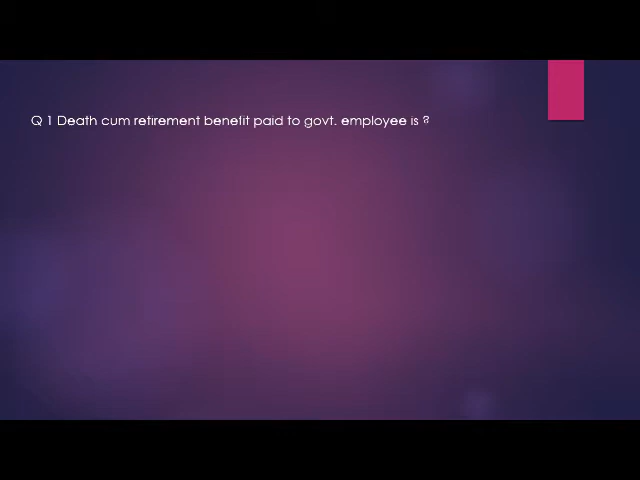 Q 1 Death cum retirement benefit paid to govt. employee is ?